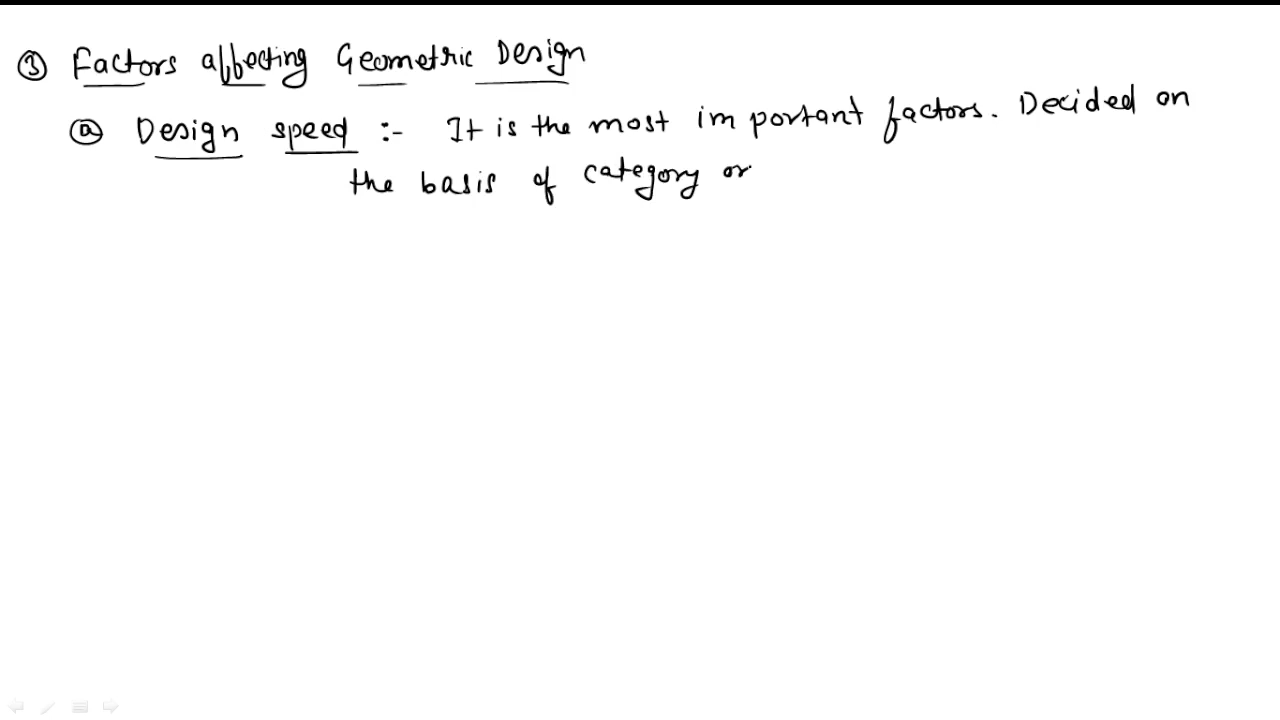 ③ Factors affecting Geometric Design
ⓐ Design speed :- It is the most important factors. Decided on
the basis of category or